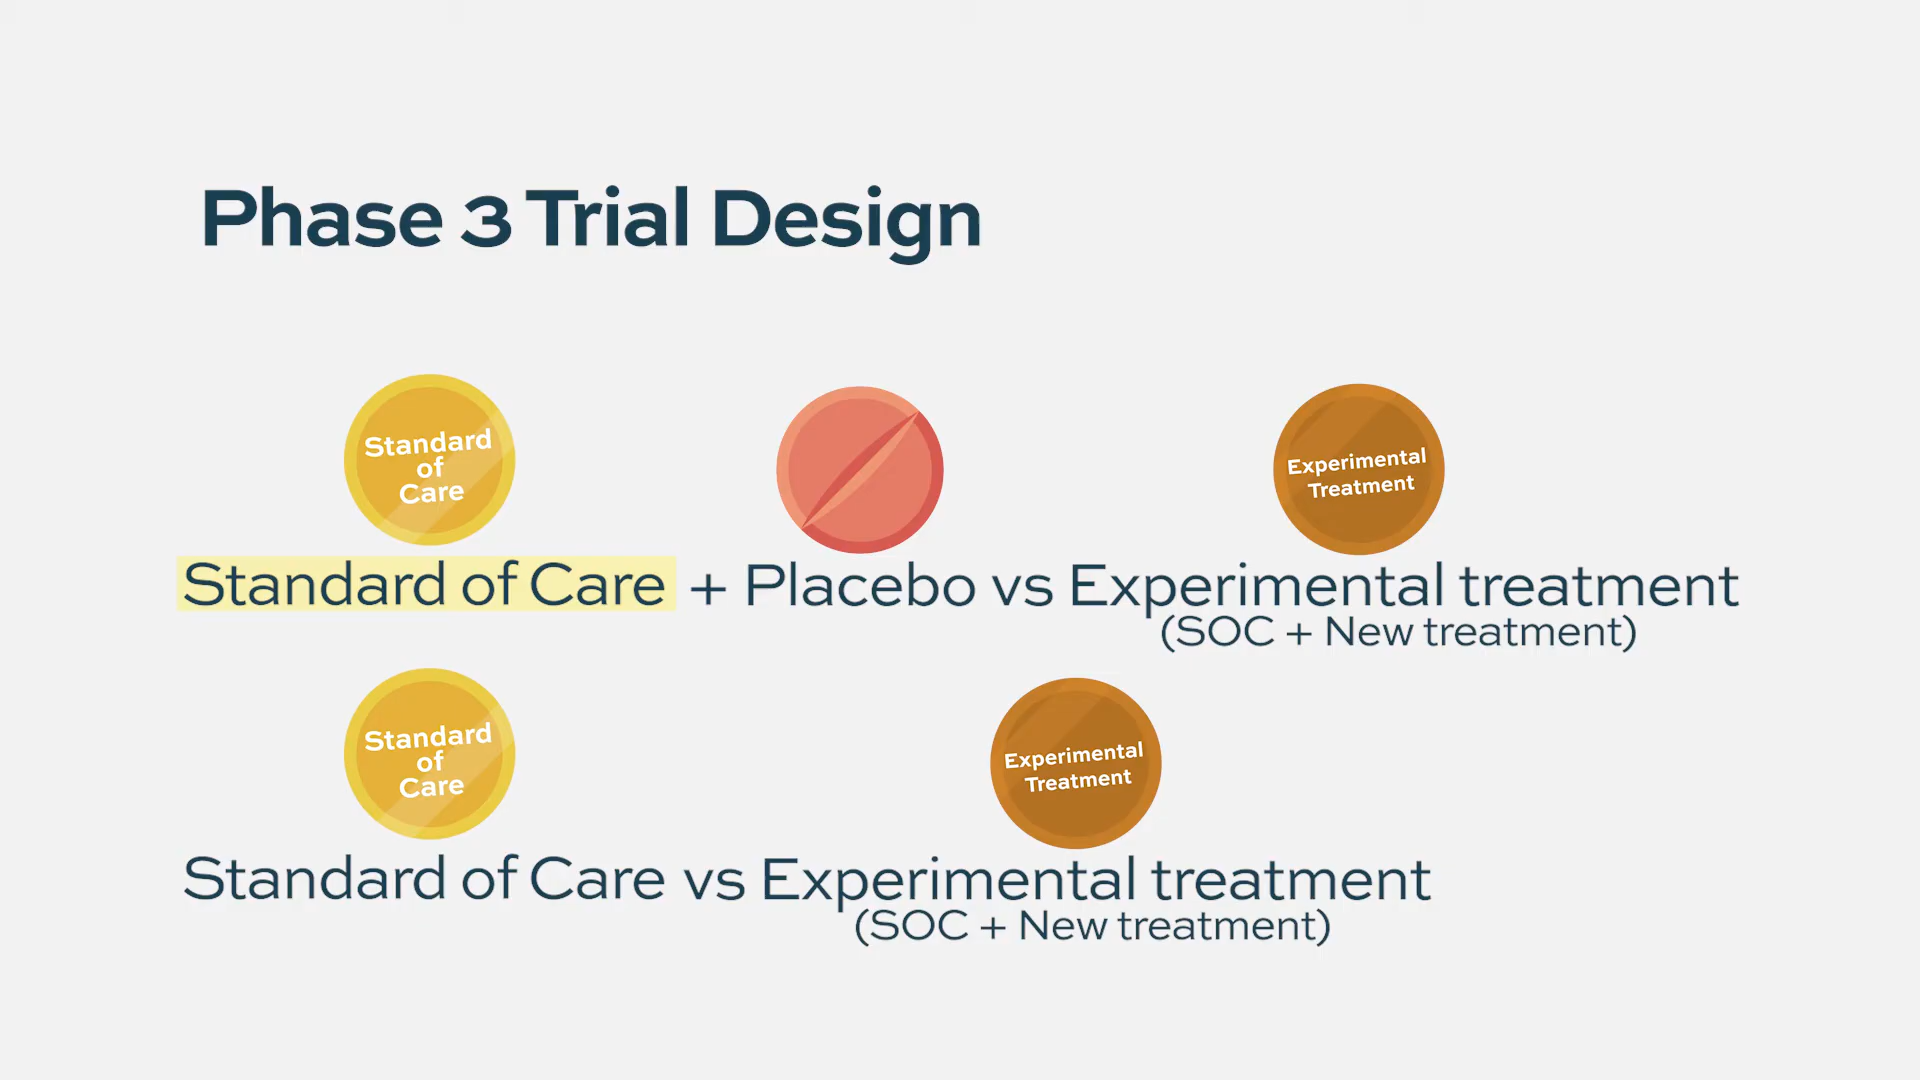 Phase 3 Trial Design
Standard
of
Care
Experimental
Treatment
Standard of Care + Placebo vs Experimental treatment
(SOC + New treatment)
Standard
of
Care
Experimental
Treatment
Standard of Care vs Experimental treatment
(SOC + New treatment)